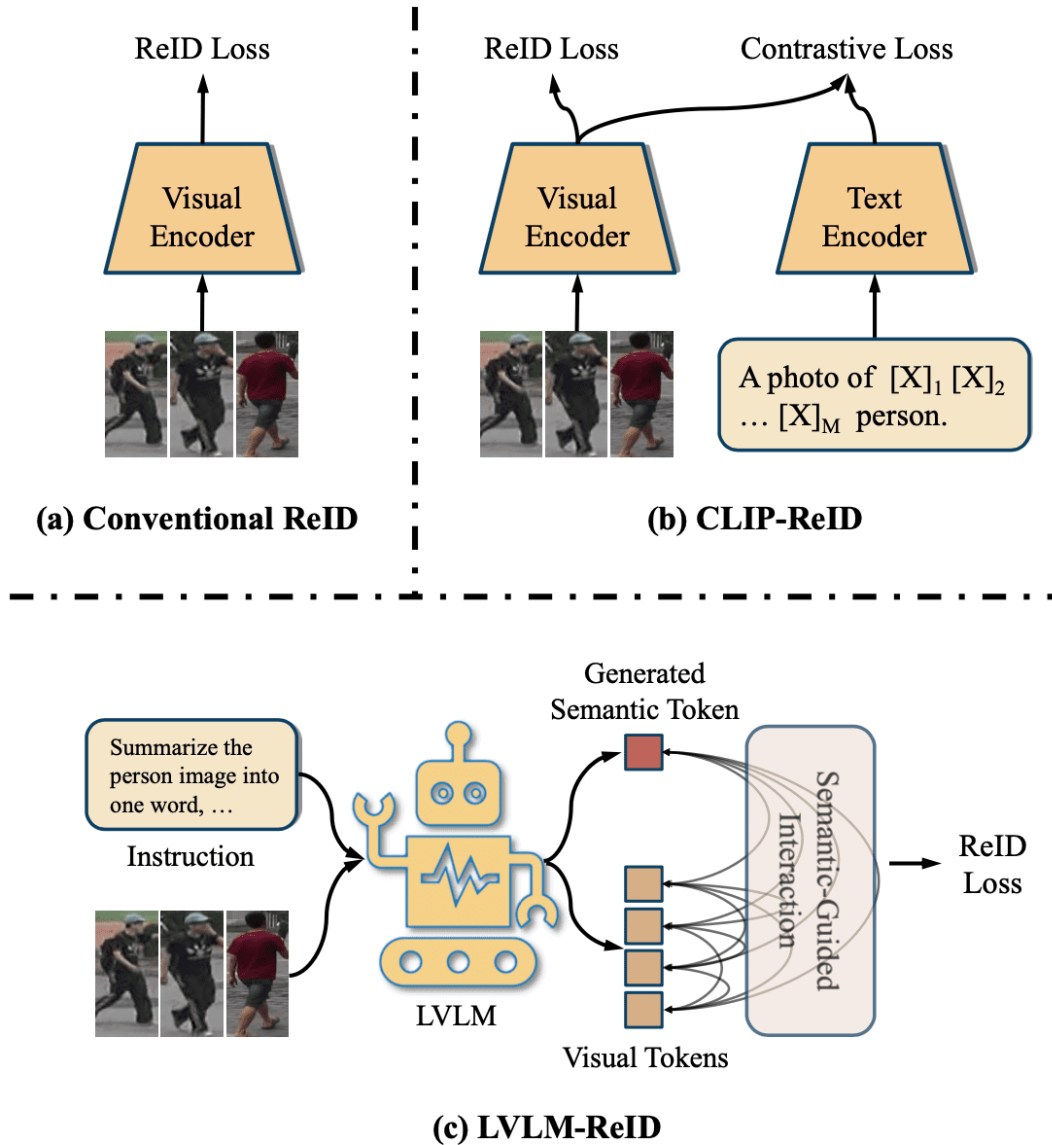 ReID Loss
Visual
Encoder
(a) Conventional ReID
ReID Loss
Contrastive Loss
Visual
Encoder
Text
Encoder
A photo of [X]₁ [X]₂
… [X]M person.
(b) CLIP-ReID
Summarize the
person image into
one word, …
Instruction
LVLM
Generated
Semantic Token
Visual Tokens
Semantic-Guided
Interaction
ReID
Loss
(c) LVLM-ReID